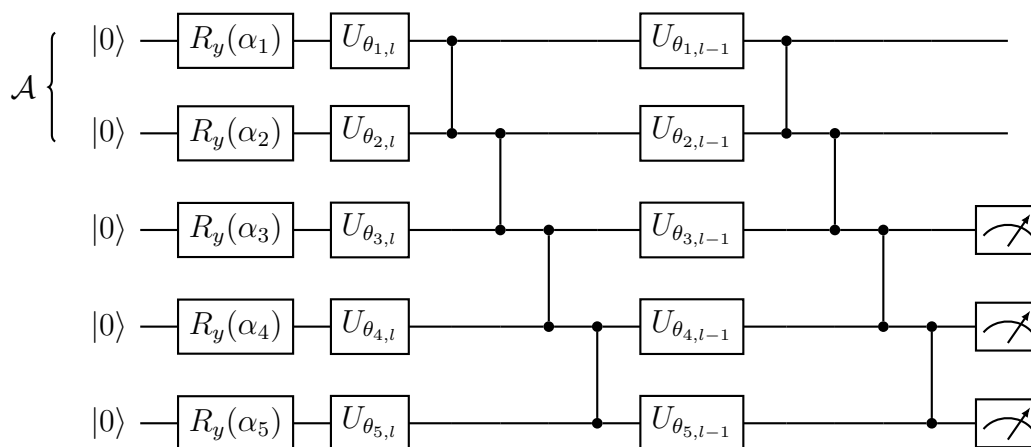 |0⟩ R_y(α_1) U_{θ_{1,l}} U_{θ_{1,l−1}}
𝒜
|0⟩ R_y(α_2) U_{θ_{2,l}} U_{θ_{2,l−1}}
|0⟩ R_y(α_3) U_{θ_{3,l}} U_{θ_{3,l−1}}
|0⟩ R_y(α_4) U_{θ_{4,l}} U_{θ_{4,l−1}}
|0⟩ R_y(α_5) U_{θ_{5,l}} U_{θ_{5,l−1}}